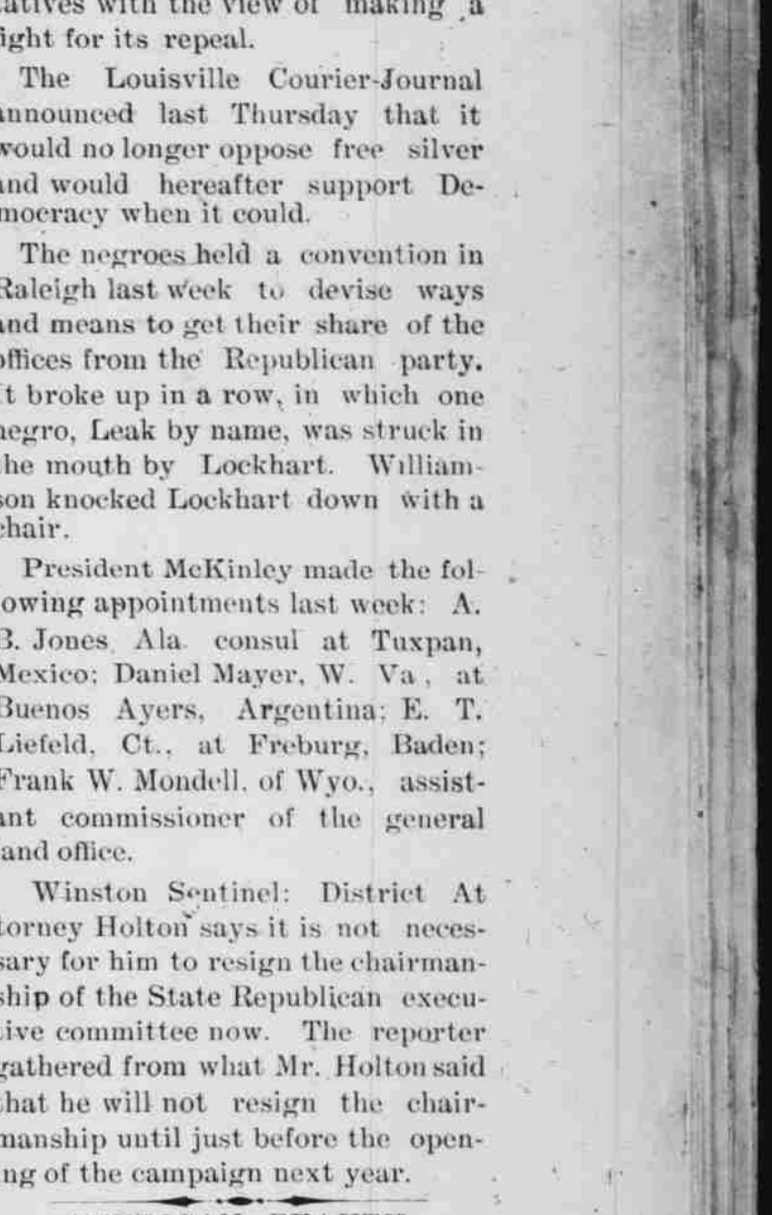 tatives with the view of making a
ight for its repeal.
The Louisville Courier-Journal
announced last Thursday that it
would no longer oppose free silver
and would hereafter support De-
mocracy when it could.
The negroes held a convention in
Raleigh last week to devise ways
and means to get their share of the
offices from the Republican party.
It broke up in a row, in which one
negro, Leak by name, was struck in
the mouth by Lockhart. William-
son knocked Lockhart down with a
chair.
President McKinley made the fol-
lowing appointments last week: A.
B. Jones, Ala. consul at Tuxpan,
Mexico; Daniel Mayer, W. Va., at
Buenos Ayers, Argentina; E. T.
Liefeld, Ct., at Freburg, Baden;
Frank W. Mondell, of Wyo., assist-
ant commissioner of the general
land office.
Winston Sentinel: District At
torney Holton says it is not neces-
sary for him to resign the chairman-
ship of the State Republican execu-
tive committee now. The reporter
gathered from what Mr. Holton said
that he will not resign the chair-
manship until just before the open-
ing of the campaign next year.